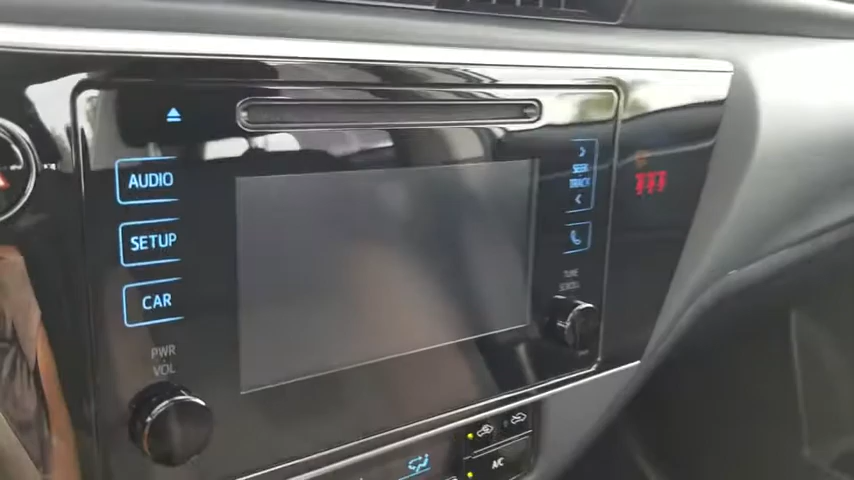 AUDIO
SETUP
CAR
PWR
VOL
SEEK
TRACK
TUNE
SCROLL
A/C